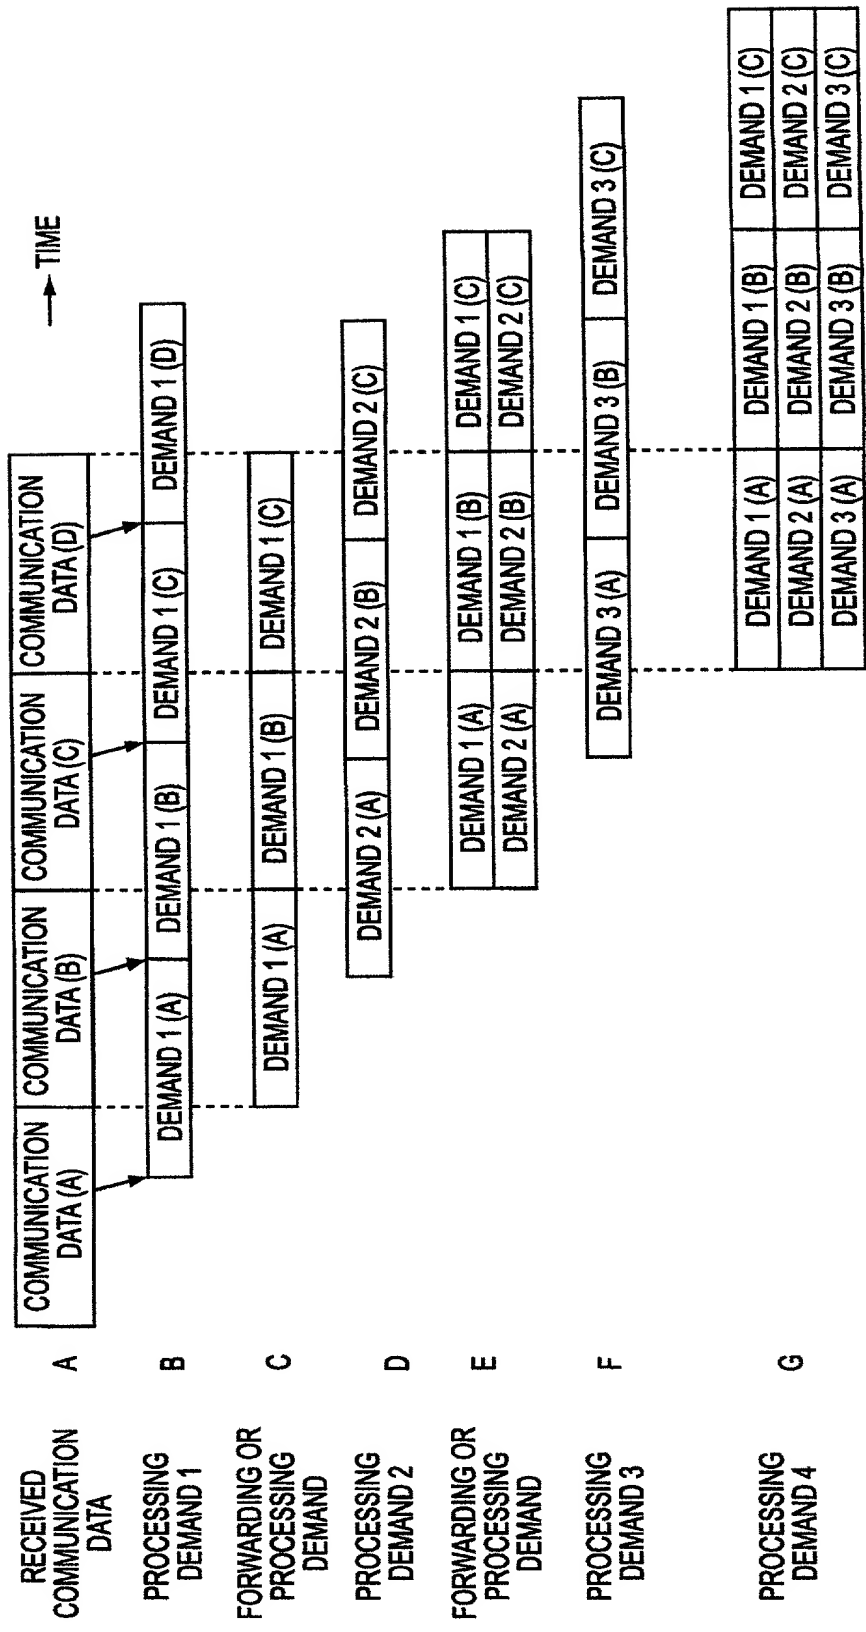 → TIME
RECEIVED
COMMUNICATION
DATA
A
COMMUNICATION
DATA (A)
COMMUNICATION
DATA (B)
COMMUNICATION
DATA (C)
COMMUNICATION
DATA (D)
PROCESSING
DEMAND 1
B
DEMAND 1 (A)
DEMAND 1 (B)
DEMAND 1 (C)
DEMAND 1 (D)
FORWARDING OR
PROCESSING
DEMAND
C
DEMAND 1 (A)
DEMAND 1 (B)
DEMAND 1 (C)
PROCESSING
DEMAND 2
D
DEMAND 2 (A)
DEMAND 2 (B)
DEMAND 2 (C)
FORWARDING OR
PROCESSING
DEMAND
E
DEMAND 1 (A)
DEMAND 1 (B)
DEMAND 1 (C)
DEMAND 2 (A)
DEMAND 2 (B)
DEMAND 2 (C)
PROCESSING
DEMAND 3
F
DEMAND 3 (A)
DEMAND 3 (B)
DEMAND 3 (C)
PROCESSING
DEMAND 4
G
DEMAND 1 (A)
DEMAND 1 (B)
DEMAND 1 (C)
DEMAND 2 (A)
DEMAND 2 (B)
DEMAND 2 (C)
DEMAND 3 (A)
DEMAND 3 (B)
DEMAND 3 (C)